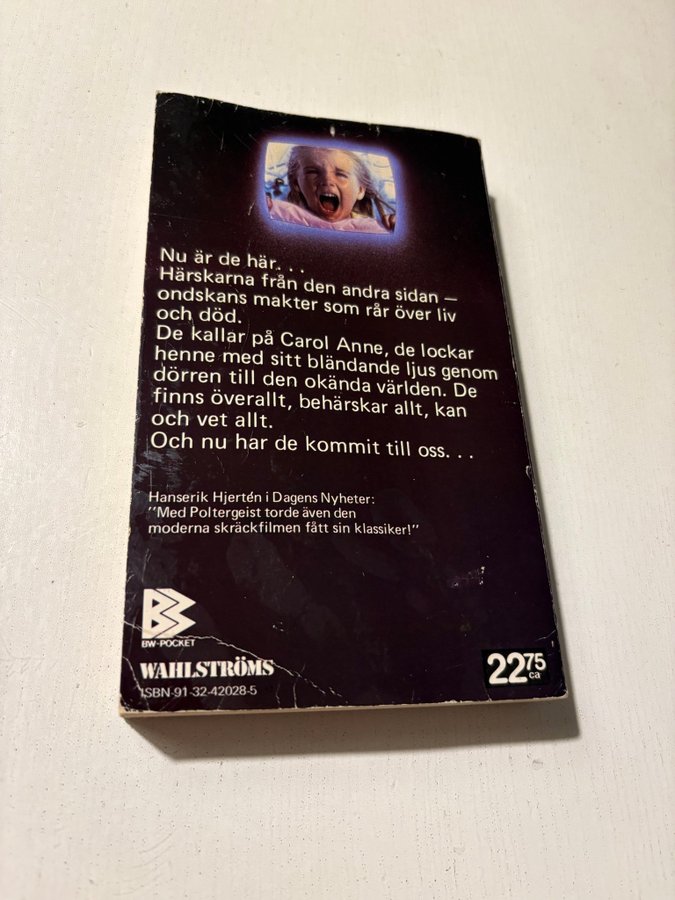 Nu är de här. . .
Härskarna från den andra sidan —
ondskans makter som rår över liv
och död.
De kallar på Carol Anne, de lockar
henne med sitt bländande ljus genom
dörren till den okända världen. De
finns överallt, behärskar allt, kan
och vet allt.
Och nu har de kommit till oss. . .
Hanserik Hjertén i Dagens Nyheter:
"Med Poltergeist torde även den
moderna skräckfilmen fått sin klassiker!"
BW-POCKET
WAHLSTRÖMS
ISBN-91-32-42028-5
2275
ca